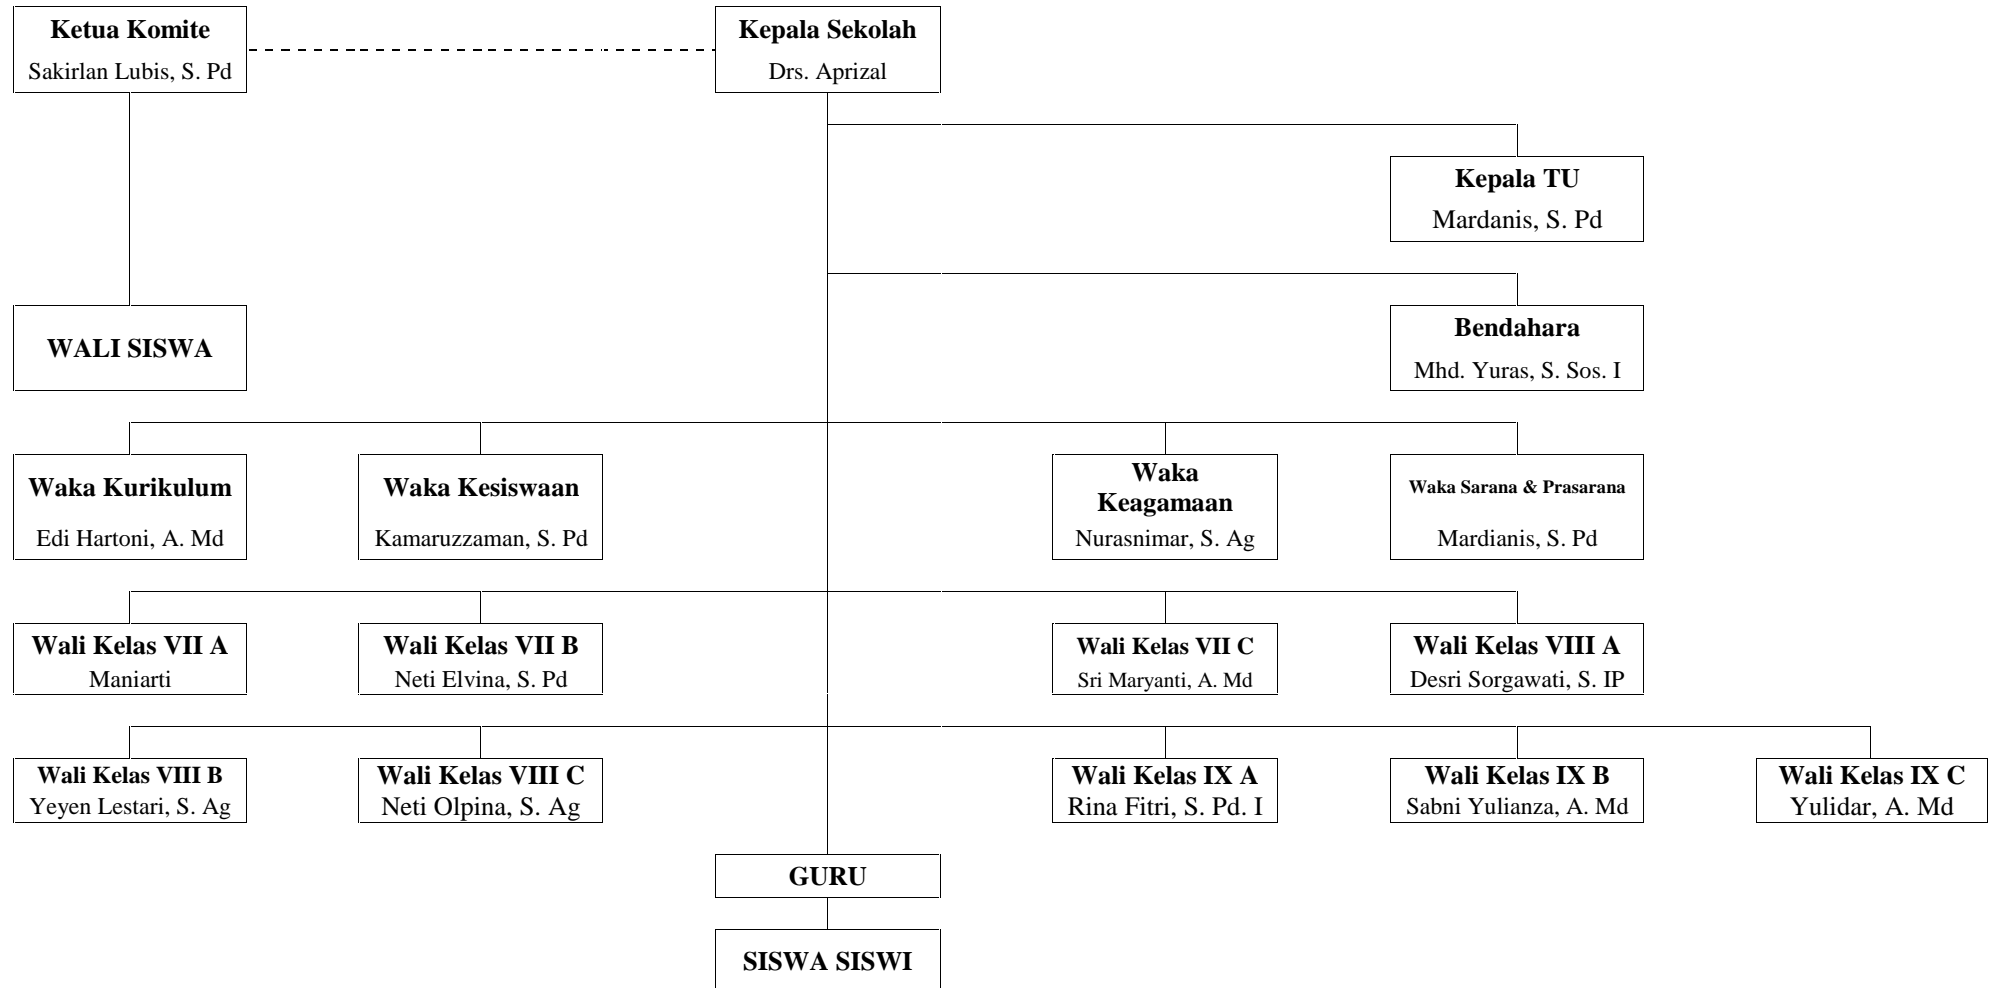 Ketua Komite
Sakirlan Lubis, S. Pd
Kepala Sekolah
Drs. Aprizal
Kepala TU
Mardanis, S. Pd
WALI SISWA
Bendahara
Mhd. Yuras, S. Sos. I
Waka Kurikulum
Edi Hartoni, A. Md
Waka Kesiswaan
Kamaruzzaman, S. Pd
Waka
Keagamaan
Nurasnimar, S. Ag
Waka Sarana & Prasarana
Mardianis, S. Pd
Wali Kelas VII A
Maniarti
Wali Kelas VII B
Neti Elvina, S. Pd
Wali Kelas VII C
Sri Maryanti, A. Md
Wali Kelas VIII A
Desri Sorgawati, S. IP
Wali Kelas VIII B
Yeyen Lestari, S. Ag
Wali Kelas VIII C
Neti Olpina, S. Ag
Wali Kelas IX A
Rina Fitri, S. Pd. I
Wali Kelas IX B
Sabni Yulianza, A. Md
Wali Kelas IX C
Yulidar, A. Md
GURU
SISWA SISWI